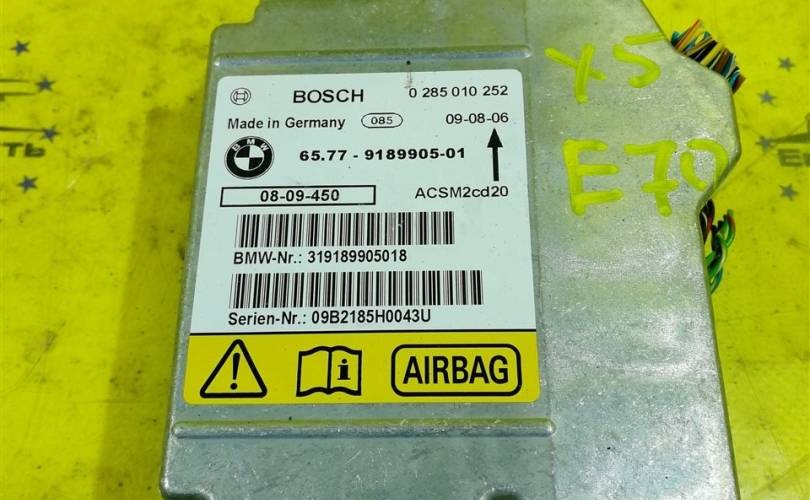 BOSCH 0 285 010 252
Made in Germany 085 09-08-06
BMW 65.77 - 9189905-01
08-09-450 ACSM2cd20
BMW-Nr.: 319189905018
Serien-Nr.: 09B2185H0043U
AIRBAG
X5
E70